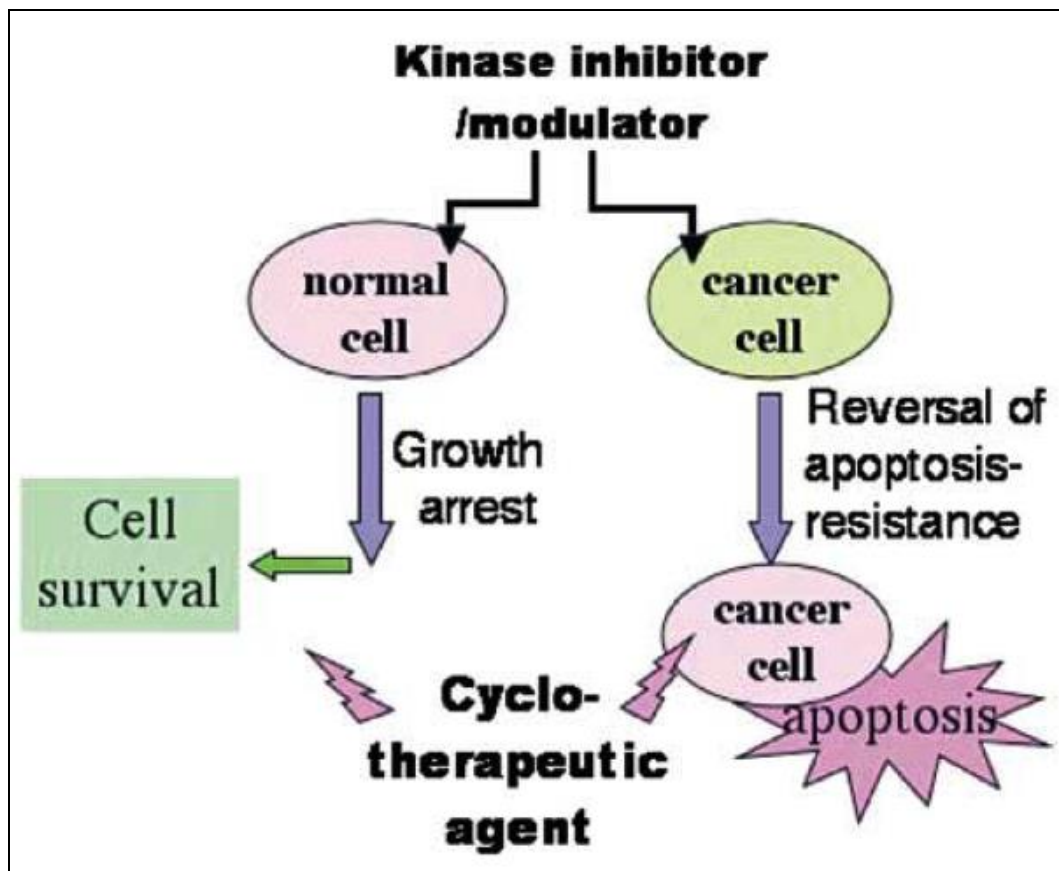 Kinase inhibitor
/modulator
normal
cell
cancer
cell
Growth
arrest
Reversal of
apoptosis-
resistance
Cell
survival
cancer
cell
apoptosis
Cyclo-
therapeutic
agent